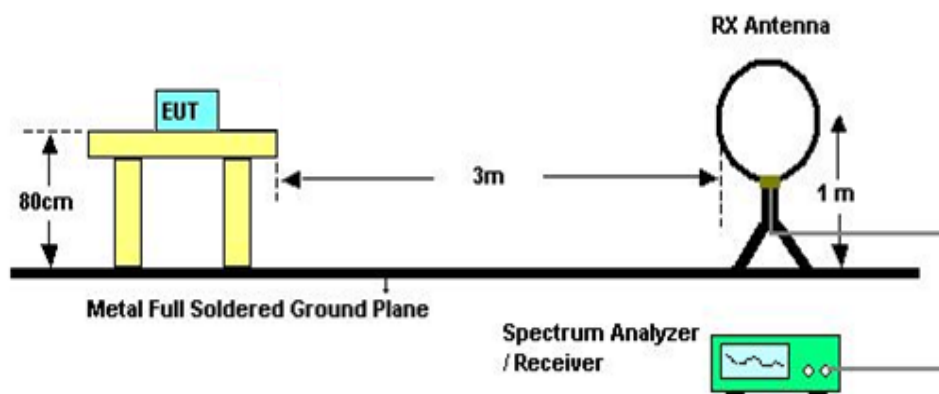 RX Antenna
EUT
80cm
3m
1 m
Metal Full Soldered Ground Plane
Spectrum Analyzer
/ Receiver